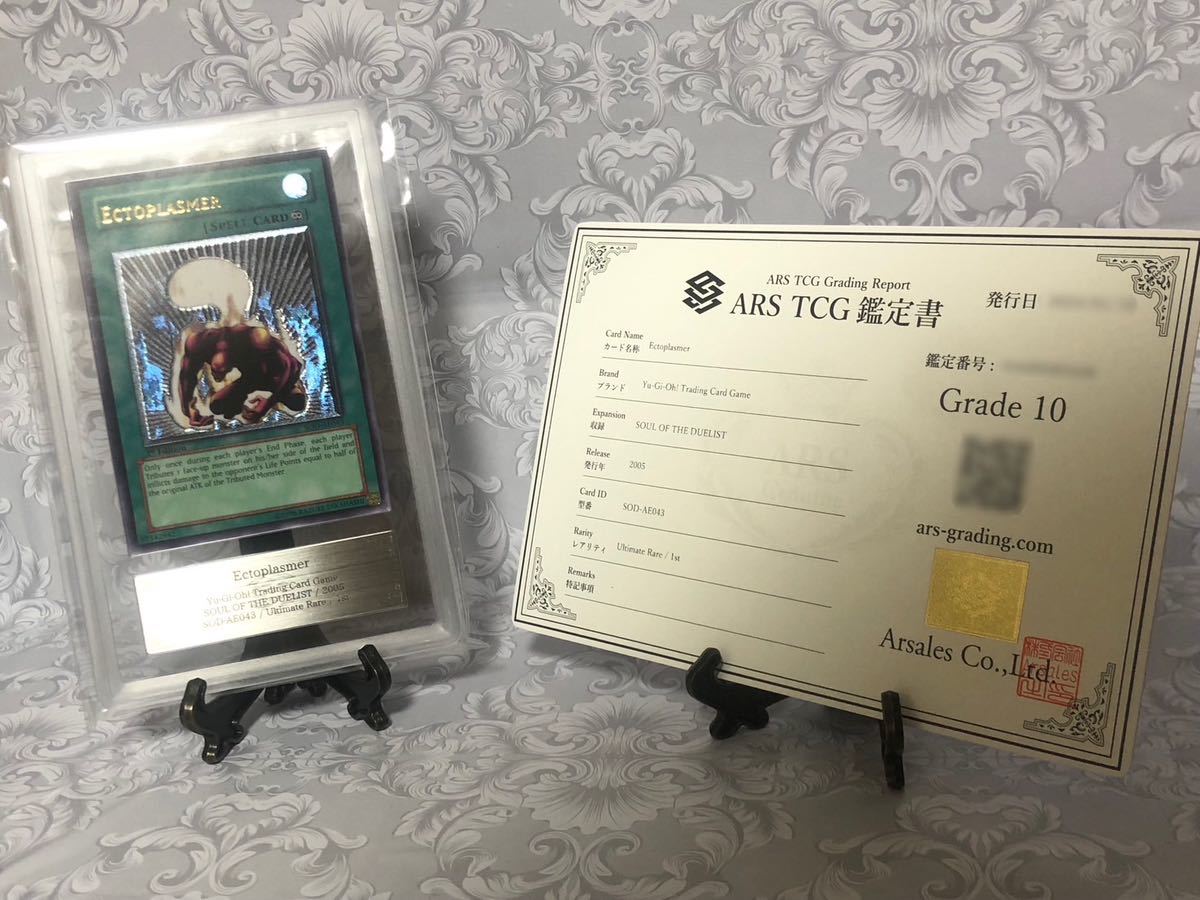 ECTOPLASMER
[SPELL CARD
1st Edition
Only once during each player's End Phase, each player
Tributes 1 face-up monster on his/her side of the field and
inflicts damage to the opponent's Life Points equal to half of
the original ATK of the Tributed Monster.
©1996 KAZUKI TAKAHASHI
Ectoplasmer
Yu-Gi-Oh! Trading Card Game
SOUL OF THE DUELIST / 2005
SOD-AE043 / Ultimate Rare / 1st
ARS TCG Grading Report
ARS TCG 鑑定書
発行日
Card Name
カード名称 Ectoplasmer
鑑定番号:
Grade 10
Brand
ブランド Yu-Gi-Oh! Trading Card Game
Expansion
収録 SOUL OF THE DUELIST
Release
発行年 2005
Card ID
型番 SOD-AE043
Rarity
レアリティ Ultimate Rare / 1st
Remarks
特記事項 -
ARS
ars-grading.com
Arsales Co.,Ltd.